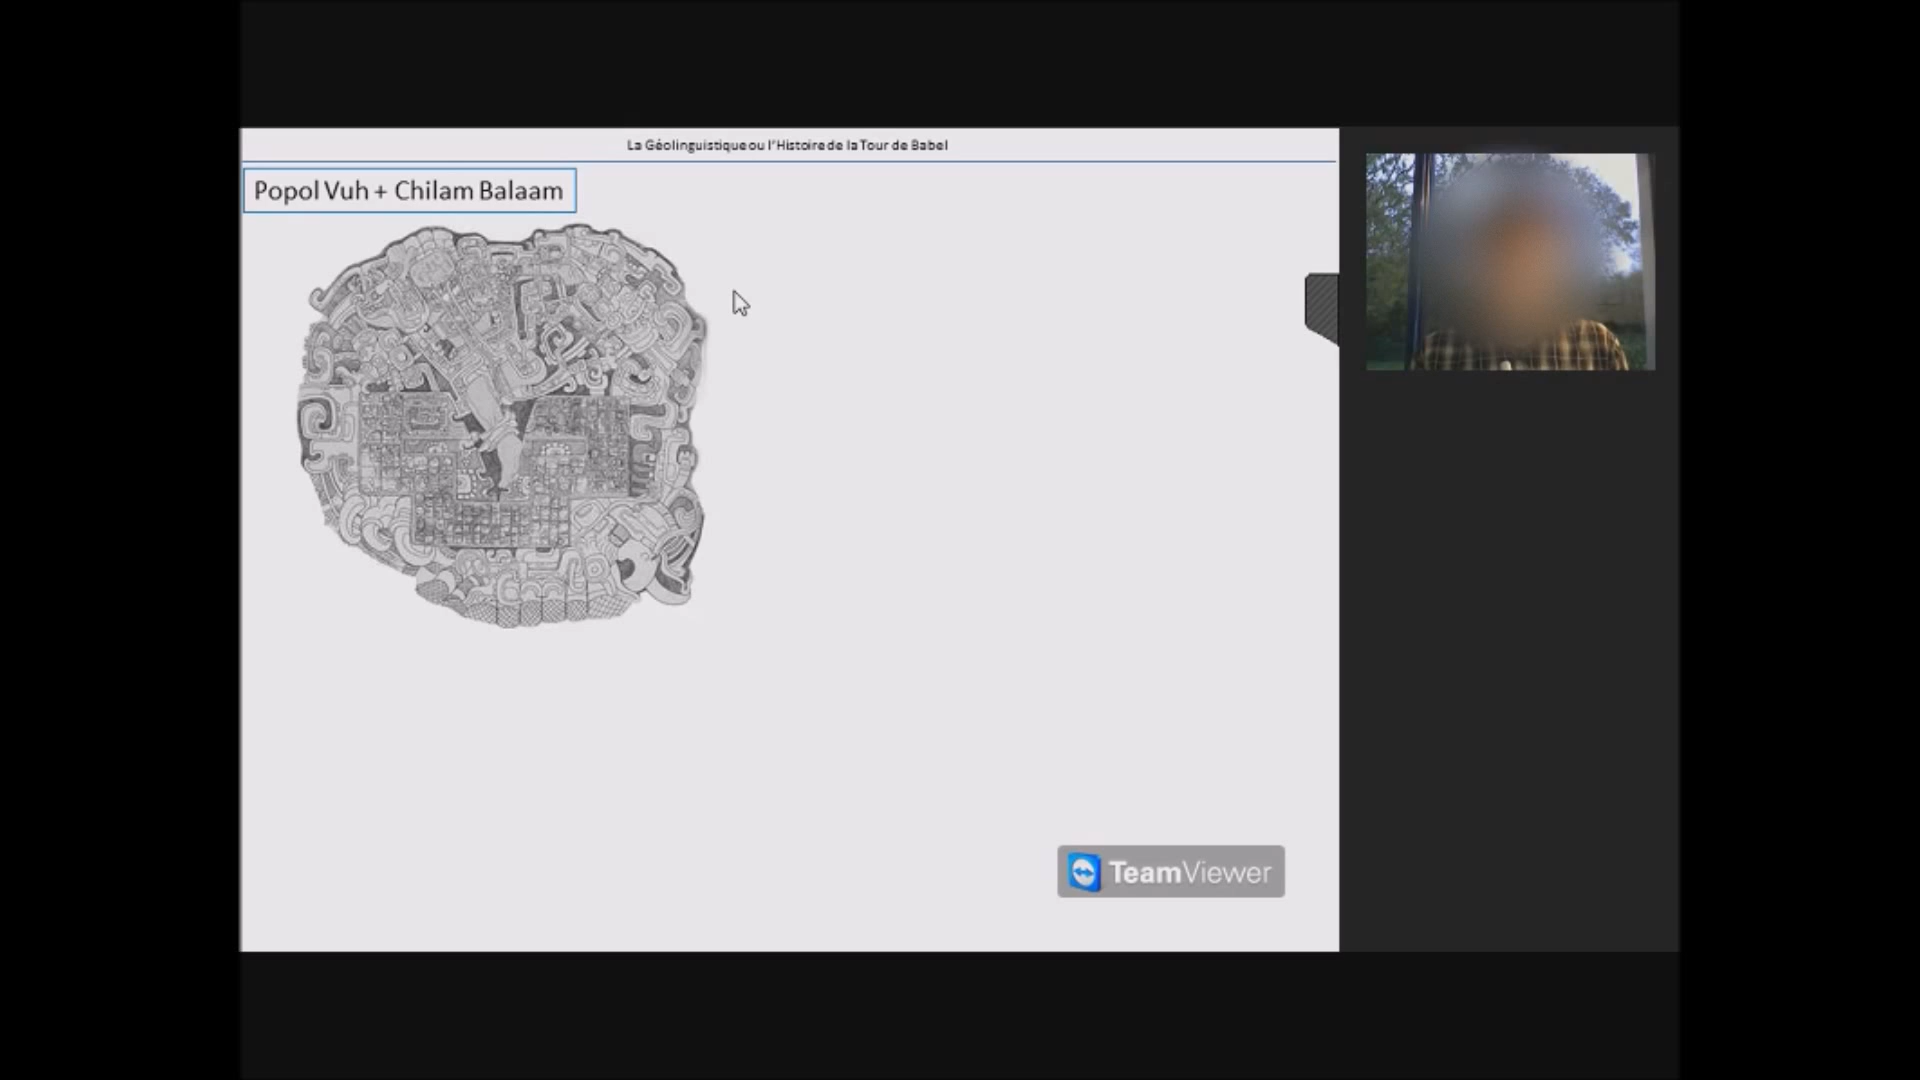 La Géolinguistique ou l'Histoire de la Tour de Babel
Popol Vuh + Chilam Balaam
TeamViewer